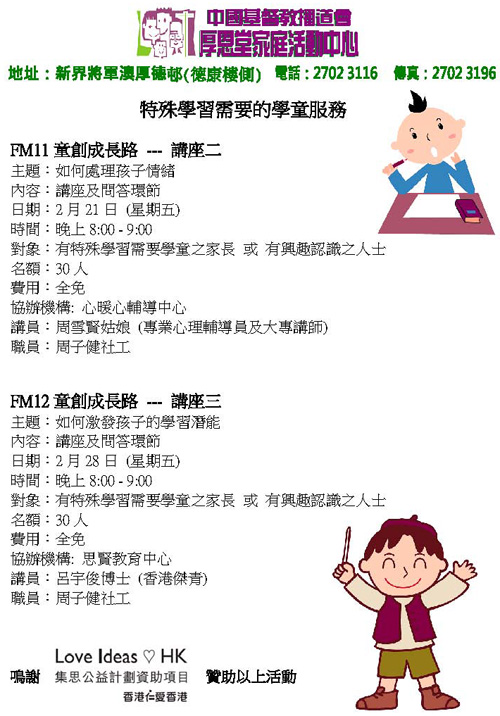 中國基督教播道會
厚恩堂家庭活動中心
地址：新界將軍澳厚德邨(德康樓側) 電話：2702 3116 傳真：2702 3196
特殊學習需要的學童服務
FM11 童創成長路 --- 講座二
主題：如何處理孩子情緒
內容：講座及問答環節
日期：2 月 21 日 (星期五)
時間：晚上 8:00 - 9:00
對象：有特殊學習需要學童之家長 或 有興趣認識之人士
名額：30 人
費用：全免
協辦機構: 心暖心輔導中心
講員：周雪賢姑娘 (專業心理輔導員及大專講師)
職員：周子健社工
FM12 童創成長路 --- 講座三
主題：如何激發孩子的學習潛能
內容：講座及問答環節
日期：2 月 28 日 (星期五)
時間：晚上 8:00 - 9:00
對象：有特殊學習需要學童之家長 或 有興趣認識之人士
名額：30 人
費用：全免
協辦機構: 思賢教育中心
講員：呂宇俊博士 (香港傑青)
職員：周子健社工
Love Ideas ♡ HK
鳴謝 集思公益計劃資助項目 贊助以上活動
香港仁愛香港